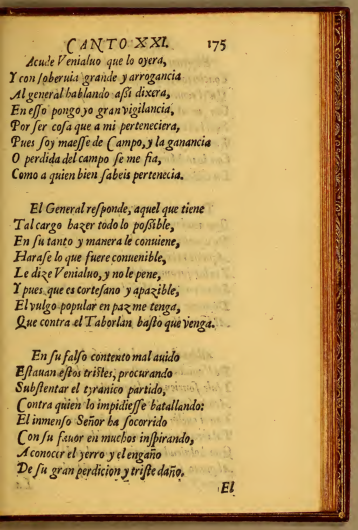 CANTO XXI. 175
Acude Venialuo que lo oyera,
Y con ſoberuia grande y arrogancia
Al general hablando aſsi dixera,
En eſſo pongo yo gran vigilancia,
Por ſer coſa que a mi perteneciera,
Pues ſoy maeſſe de Campo, y la ganancia
O perdida del campo ſe me fia,
Como a quien bien ſabeis pertenecia.
El General reſponde, aquel que tiene
Tal cargo hazer todo lo poſsible,
En ſu tanto y manera le conuiene,
Haraſe lo que fuere conuenible,
Le dize Venialuo, y no le pene,
Y pues que es corteſano y apazible,
El vulgo popular en paz me tenga,
Que contra el Taborlan baſto que venga.
En ſu falſo contento mal auido
Eſtauan eſtos triſtes, procurando
Subſtentar el tyranico partido,
Contra quien lo impidieſſe batallando:
El inmenſo Señor ha ſocorrido
Con ſu fauor en muchos inſpirando,
A conocer el yerro y el engaño
De ſu gran perdicion y triſte daño.
El